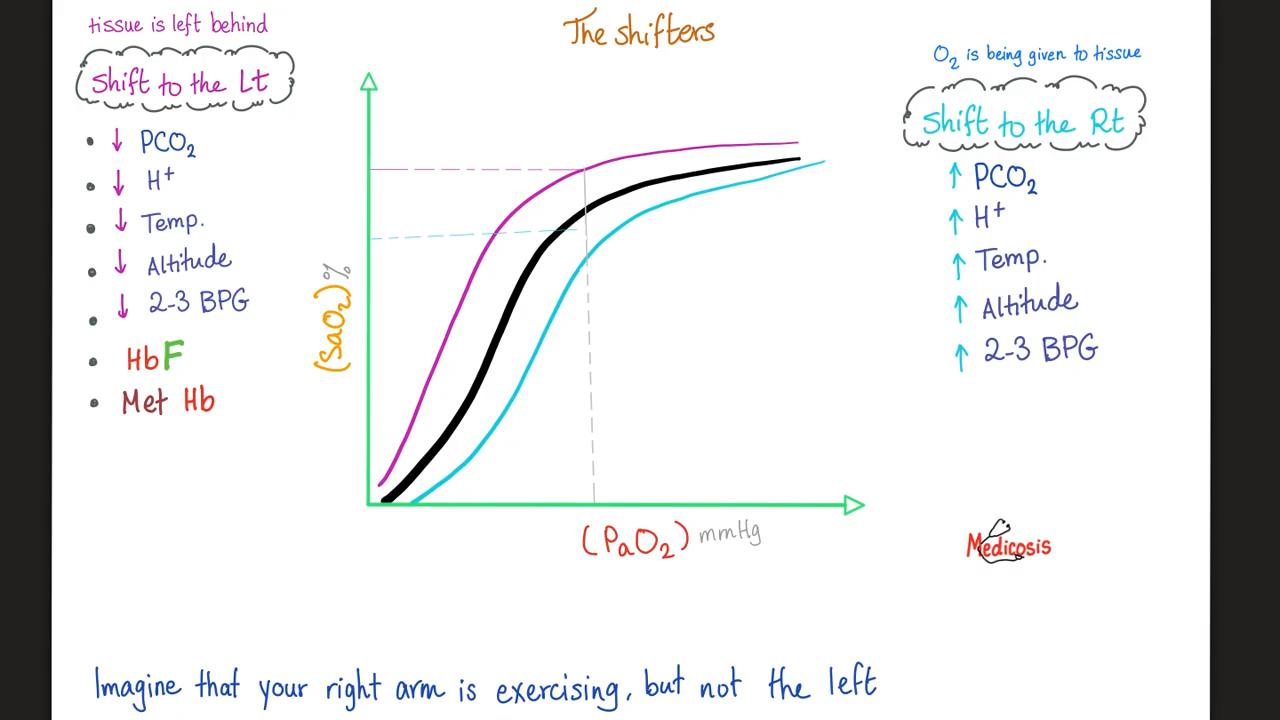 The shifters
tissue is left behind
Shift to the Lt
• ↓ PCO₂
• ↓ H⁺
• ↓ Temp.
• ↓ Altitude
• ↓ 2-3 BPG
• HbF
• Met Hb
(SaO₂) %
(PaO₂) mmHg
O₂ is being given to tissue
Shift to the Rt
↑ PCO₂
↑ H⁺
↑ Temp.
↑ Altitude
↑ 2-3 BPG
Medicosis
Imagine that your right arm is exercising, but not the left